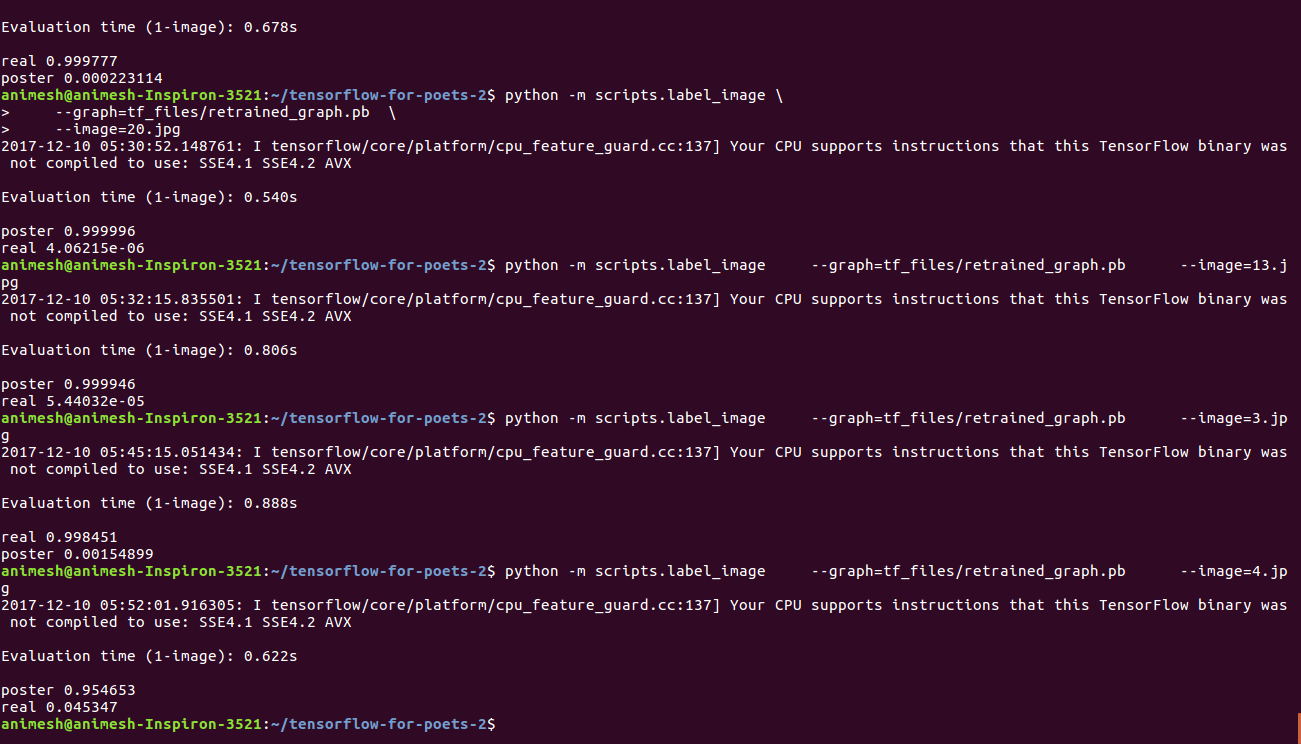 Evaluation time (1-image): 0.678s
real 0.999777
poster 0.000223114
animesh@animesh-Inspiron-3521:~/tensorflow-for-poets-2$ python -m scripts.label_image \
>     --graph=tf_files/retrained_graph.pb  \
>     --image=20.jpg
2017-12-10 05:30:52.148761: I tensorflow/core/platform/cpu_feature_guard.cc:137] Your CPU supports instructions that this TensorFlow binary was
 not compiled to use: SSE4.1 SSE4.2 AVX
Evaluation time (1-image): 0.540s
poster 0.999996
real 4.06215e-06
animesh@animesh-Inspiron-3521:~/tensorflow-for-poets-2$ python -m scripts.label_image     --graph=tf_files/retrained_graph.pb      --image=13.j
pg
2017-12-10 05:32:15.835501: I tensorflow/core/platform/cpu_feature_guard.cc:137] Your CPU supports instructions that this TensorFlow binary was
 not compiled to use: SSE4.1 SSE4.2 AVX
Evaluation time (1-image): 0.806s
poster 0.999946
real 5.44032e-05
animesh@animesh-Inspiron-3521:~/tensorflow-for-poets-2$ python -m scripts.label_image     --graph=tf_files/retrained_graph.pb      --image=3.jp
g
2017-12-10 05:45:15.051434: I tensorflow/core/platform/cpu_feature_guard.cc:137] Your CPU supports instructions that this TensorFlow binary was
 not compiled to use: SSE4.1 SSE4.2 AVX
Evaluation time (1-image): 0.888s
real 0.998451
poster 0.00154899
animesh@animesh-Inspiron-3521:~/tensorflow-for-poets-2$ python -m scripts.label_image     --graph=tf_files/retrained_graph.pb      --image=4.jp
g
2017-12-10 05:52:01.916305: I tensorflow/core/platform/cpu_feature_guard.cc:137] Your CPU supports instructions that this TensorFlow binary was
 not compiled to use: SSE4.1 SSE4.2 AVX
Evaluation time (1-image): 0.622s
poster 0.954653
real 0.045347
animesh@animesh-Inspiron-3521:~/tensorflow-for-poets-2$